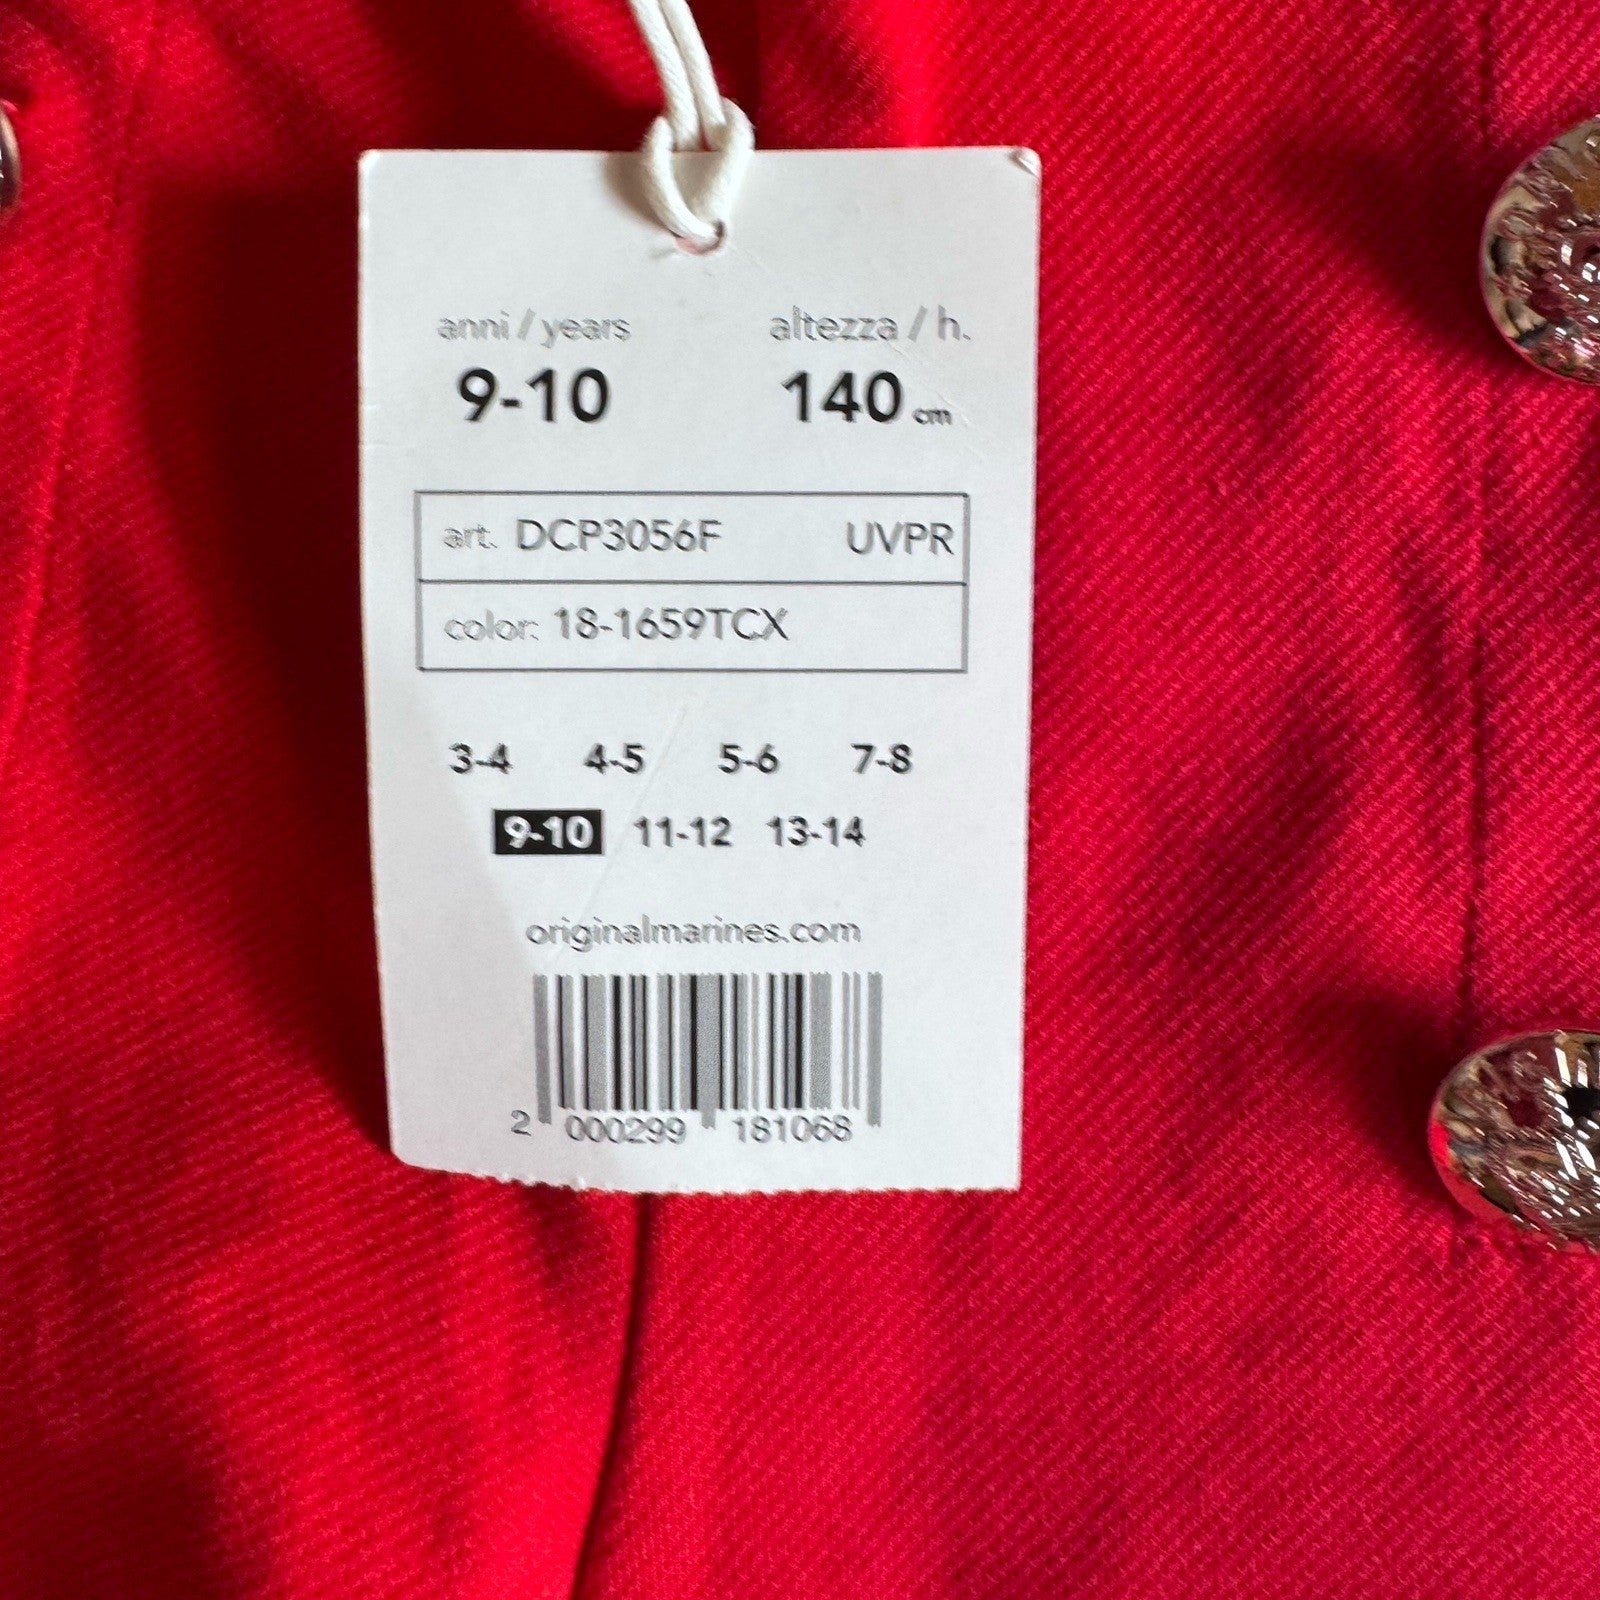 anni / years altezza / h.
9-10 140 cm
art. DCP3056F UVPR
color: 18-1659TCX
3-4 4-5 5-6 7-8
9-10 11-12 13-14
originalmarines.com
2 000299 181068